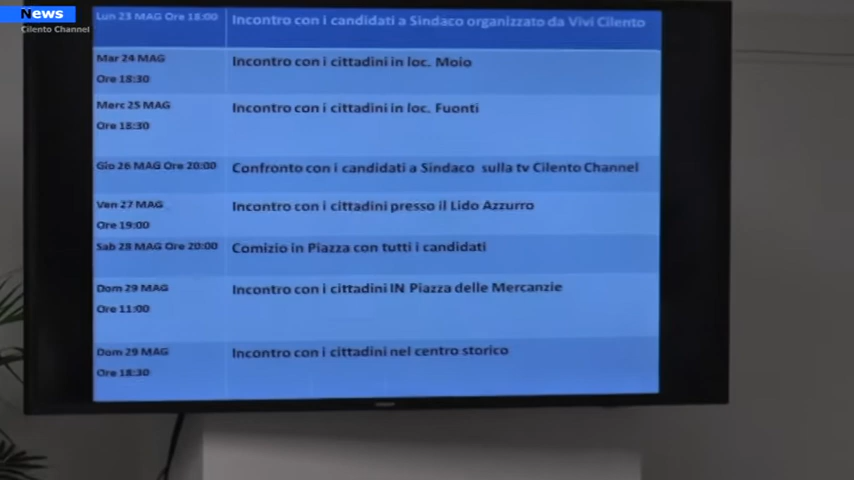 News
Cilento Channel
Lun 23 MAG Ore 18:00 Incontro con i candidati a Sindaco organizzato da Vivi Cilento
Mar 24 MAG Incontro con i cittadini in loc. Moio
Ore 18:30
Merc 25 MAG Incontro con i cittadini in loc. Fuonti
Ore 18:30
Gio 26 MAG Ore 20:00 Confronto con i candidati a Sindaco sulla tv Cilento Channel
Ven 27 MAG Incontro con i cittadini presso il Lido Azzurro
Ore 19:00
Sab 28 MAG Ore 20:00 Comizio in Piazza con tutti i candidati
Dom 29 MAG Incontro con i cittadini IN Piazza delle Mercanzie
Ore 11:00
Dom 29 MAG Incontro con i cittadini nel centro storico
Ore 18:30